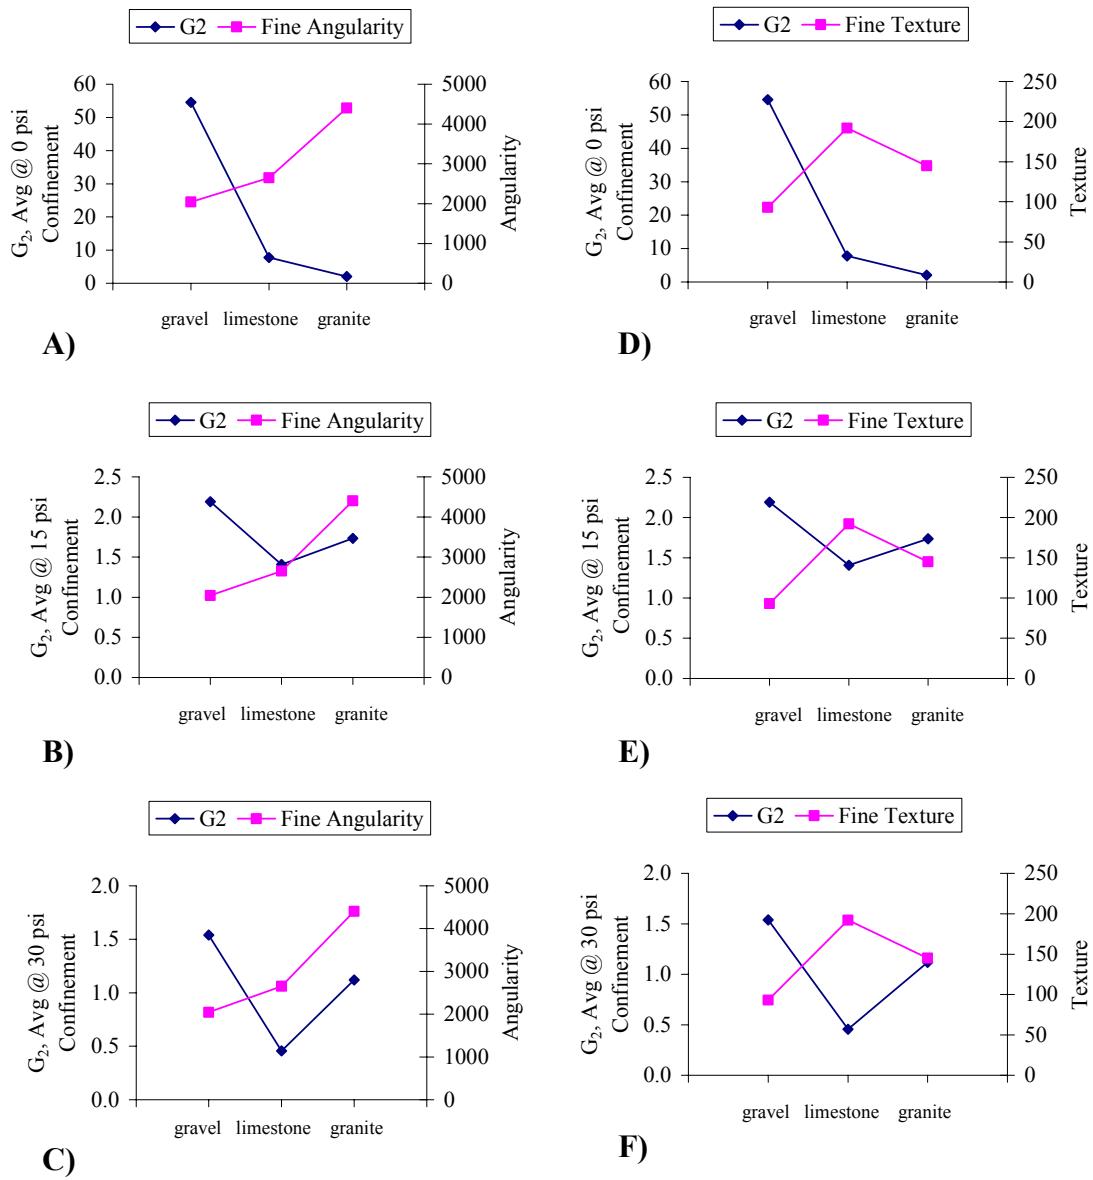 G2 Fine Angularity
G₂, Avg @ 0 psi
Confinement
60
50
40
30
20
10
0
5000
4000
3000
2000
1000
0
Angularity
gravel limestone granite
A)
G2 Fine Texture
G₂, Avg @ 0 psi
Confinement
60
50
40
30
20
10
0
250
200
150
100
50
0
Texture
gravel limestone granite
D)
G2 Fine Angularity
G₂, Avg @ 15 psi
Confinement
2.5
2.0
1.5
1.0
0.5
0.0
5000
4000
3000
2000
1000
0
Angularity
gravel limestone granite
B)
G2 Fine Texture
G₂, Avg @ 15 psi
Confinement
2.5
2.0
1.5
1.0
0.5
0.0
250
200
150
100
50
0
Texture
gravel limestone granite
E)
G2 Fine Angularity
G₂, Avg @ 30 psi
Confinement
2.0
1.5
1.0
0.5
0.0
5000
4000
3000
2000
1000
0
Angularity
gravel limestone granite
C)
G2 Fine Texture
G₂, Avg @ 30 psi
Confinement
2.0
1.5
1.0
0.5
0.0
250
200
150
100
50
0
Texture
gravel limestone granite
F)